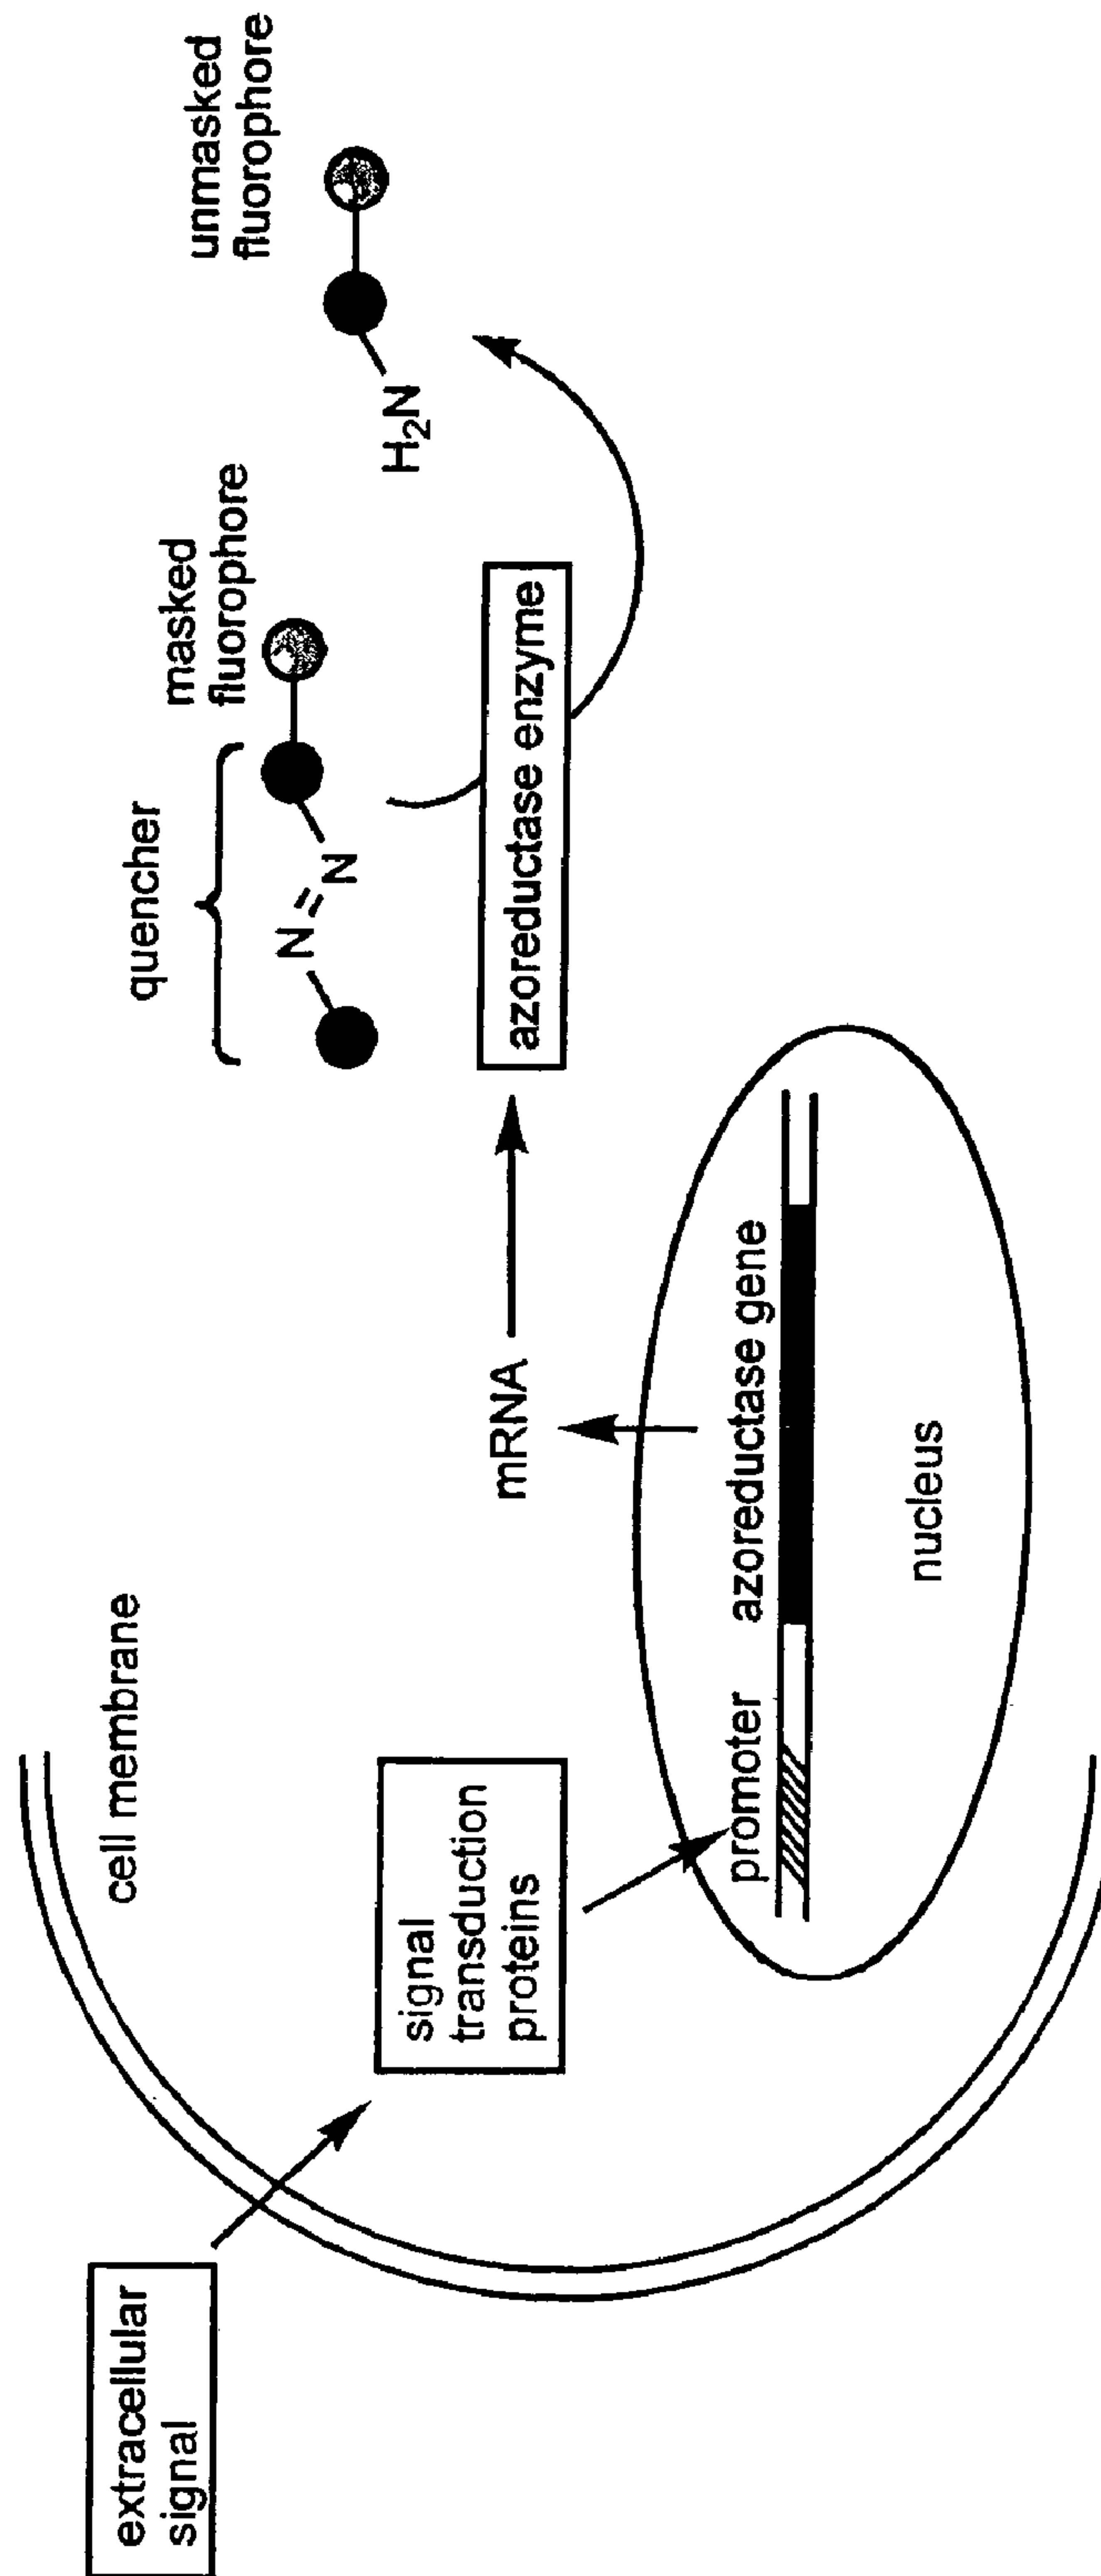 extracellular
signal
cell membrane
signal
transduction
proteins
promoter
azoreductase gene
nucleus
mRNA
azoreductase enzyme
quencher
N=N
masked
fluorophore
H₂N
unmasked
fluorophore